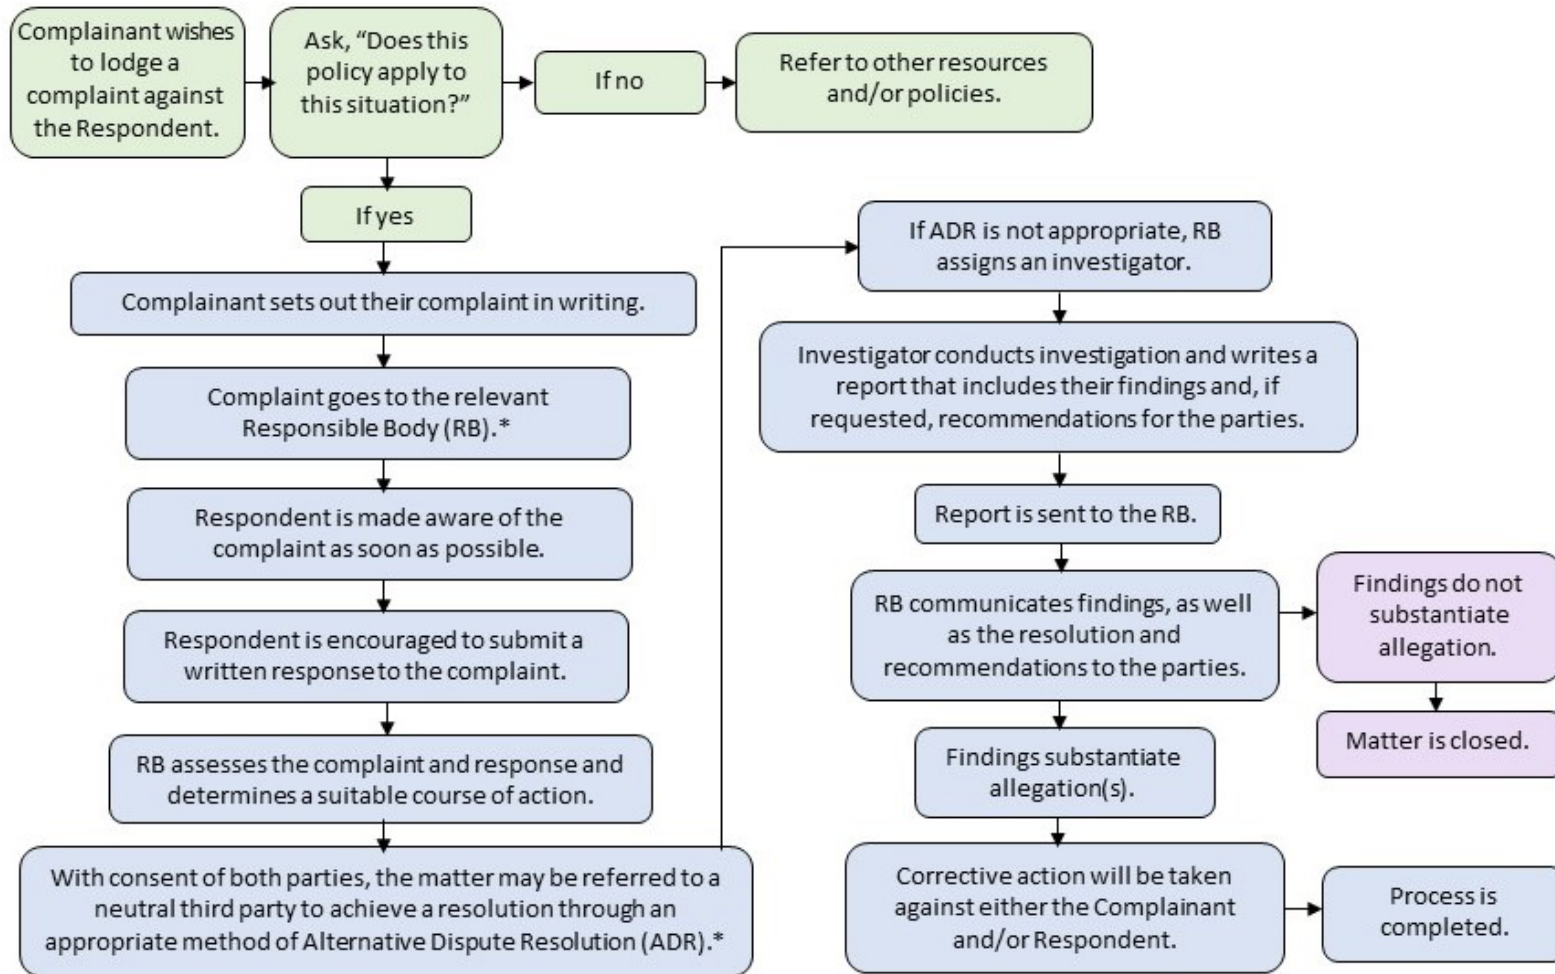 Complainant wishes
to lodge a
complaint against
the Respondent.
Ask, “Does this
policy apply to
this situation?”
If no
Refer to other resources
and/or policies.
If yes
Complainant sets out their complaint in writing.
Complaint goes to the relevant
Responsible Body (RB).*
Respondent is made aware of the
complaint as soon as possible.
Respondent is encouraged to submit a
written response to the complaint.
RB assesses the complaint and response and
determines a suitable course of action.
With consent of both parties, the matter may be referred to a
neutral third party to achieve a resolution through an
appropriate method of Alternative Dispute Resolution (ADR).*
If ADR is not appropriate, RB
assigns an investigator.
Investigator conducts investigation and writes a
report that includes their findings and, if
requested, recommendations for the parties.
Report is sent to the RB.
RB communicates findings, as well
as the resolution and
recommendations to the parties.
Findings do not
substantiate
allegation.
Matter is closed.
Findings substantiate
allegation(s).
Corrective action will be taken
against either the Complainant
and/or Respondent.
Process is
completed.